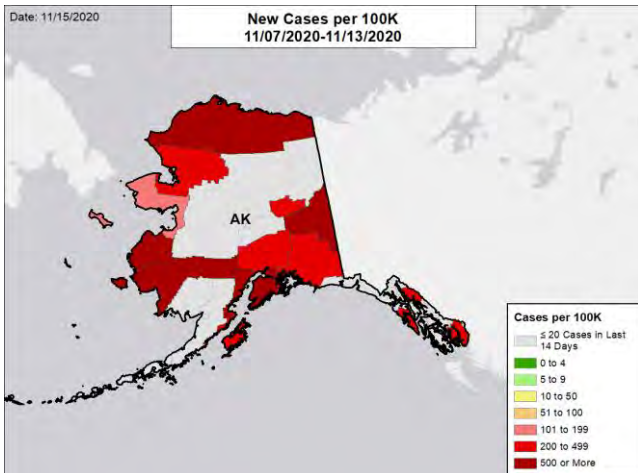 Date: 11/15/2020
New Cases per 100K
11/07/2020-11/13/2020
AK
Cases per 100K
≤ 20 Cases in Last
14 Days
0 to 4
5 to 9
10 to 50
51 to 100
101 to 199
200 to 499
500 or More